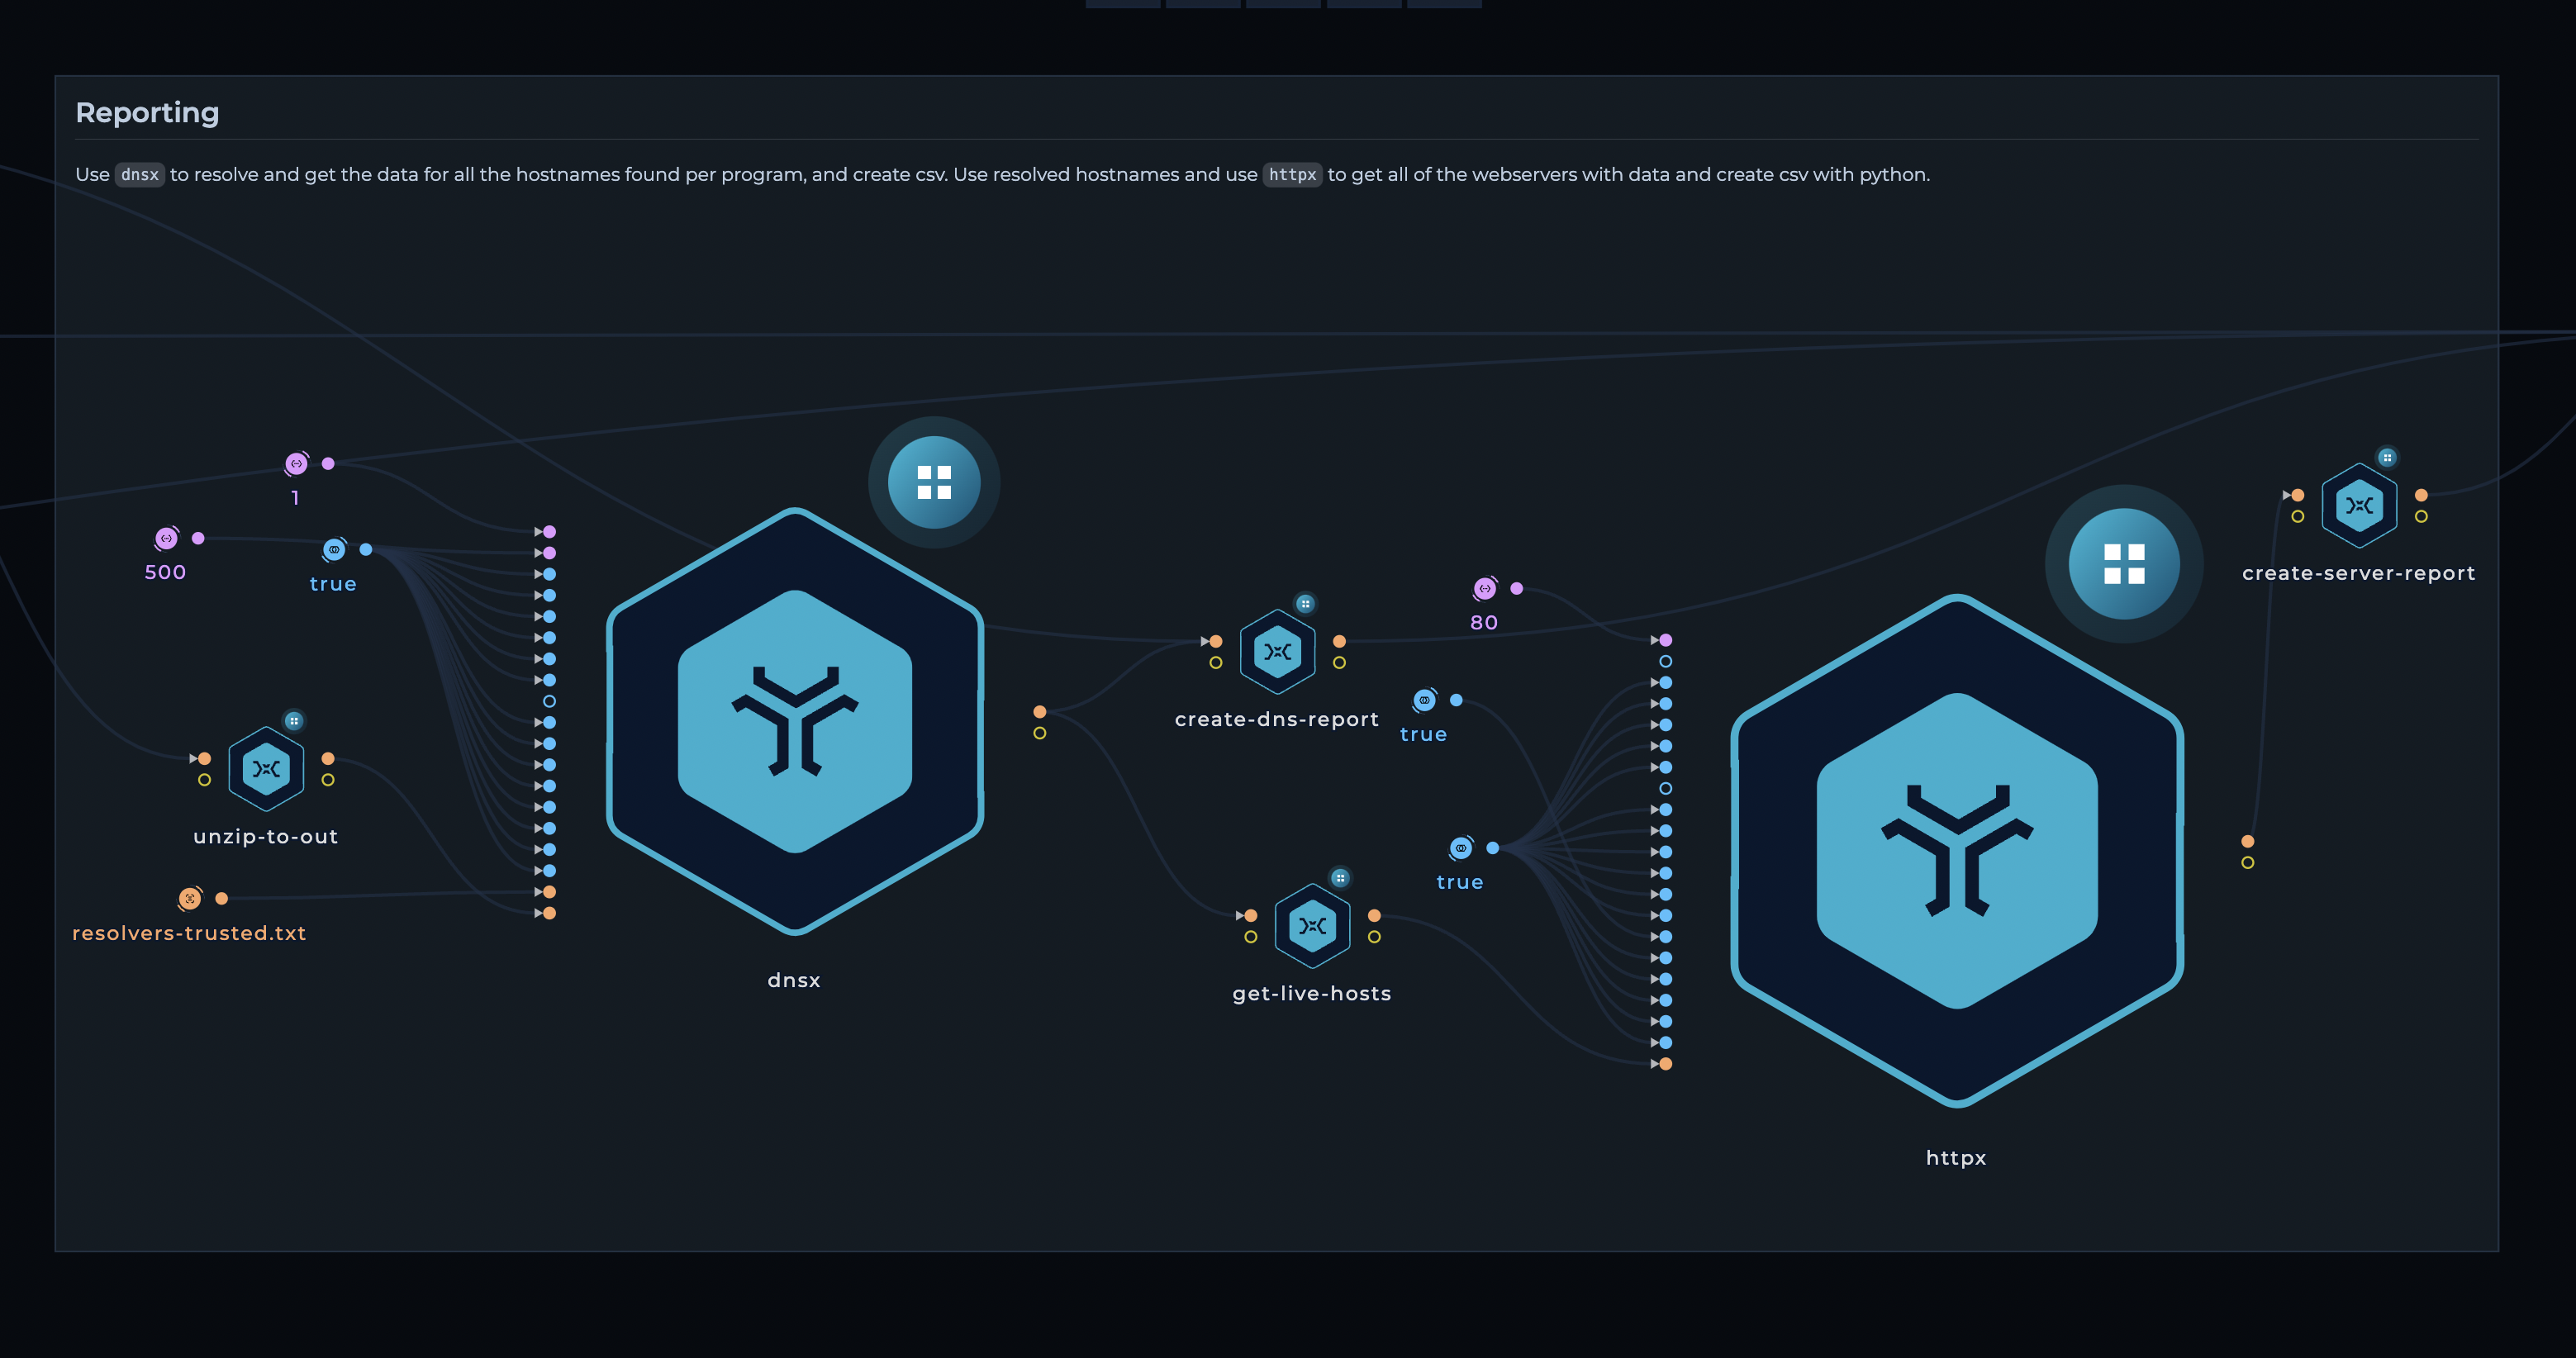 Reporting
Use dnsx to resolve and get the data for all the hostnames found per program, and create csv. Use resolved hostnames and use httpx to get all of the webservers with data and create csv with python.
1
500
true
unzip-to-out
resolvers-trusted.txt
dnsx
create-dns-report
80
true
true
get-live-hosts
httpx
create-server-report